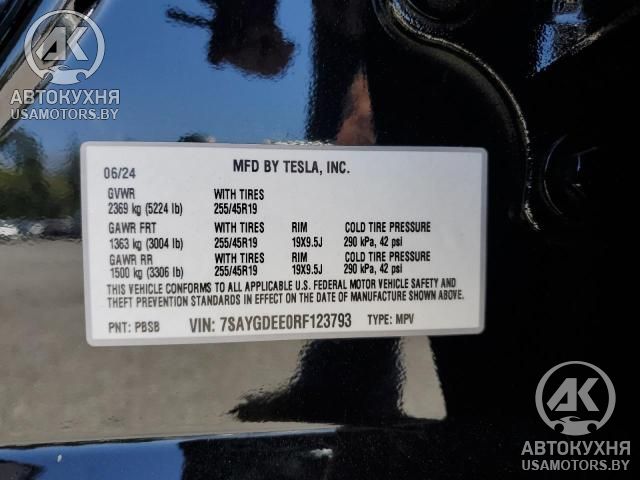 AK
АВТОКУХНЯ
USAMOTORS.BY
06/24 MFD BY TESLA, INC.
GVWR WITH TIRES
2369 kg (5224 lb) 255/45R19
GAWR FRT WITH TIRES RIM COLD TIRE PRESSURE
1363 kg (3004 lb) 255/45R19 19X9.5J 290 kPa, 42 psi
GAWR RR WITH TIRES RIM COLD TIRE PRESSURE
1500 kg (3306 lb) 255/45R19 19X9.5J 290 kPa, 42 psi
THIS VEHICLE CONFORMS TO ALL APPLICABLE U.S. FEDERAL MOTOR VEHICLE SAFETY AND
THEFT PREVENTION STANDARDS IN EFFECT ON THE DATE OF MANUFACTURE SHOWN ABOVE.
PNT: PBSB VIN: 7SAYGDEE0RF123793 TYPE: MPV
AK
АВТОКУХНЯ
USAMOTORS.BY